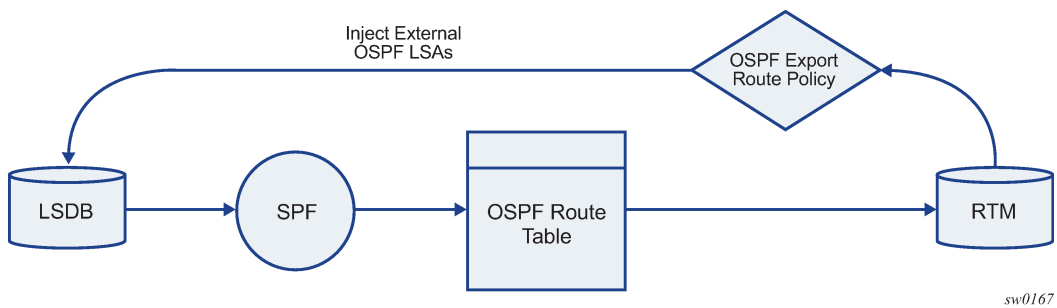 Inject External
OSPF LSAs
OSPF Export
Route Policy
LSDB
SPF
OSPF Route
Table
RTM
sw0167